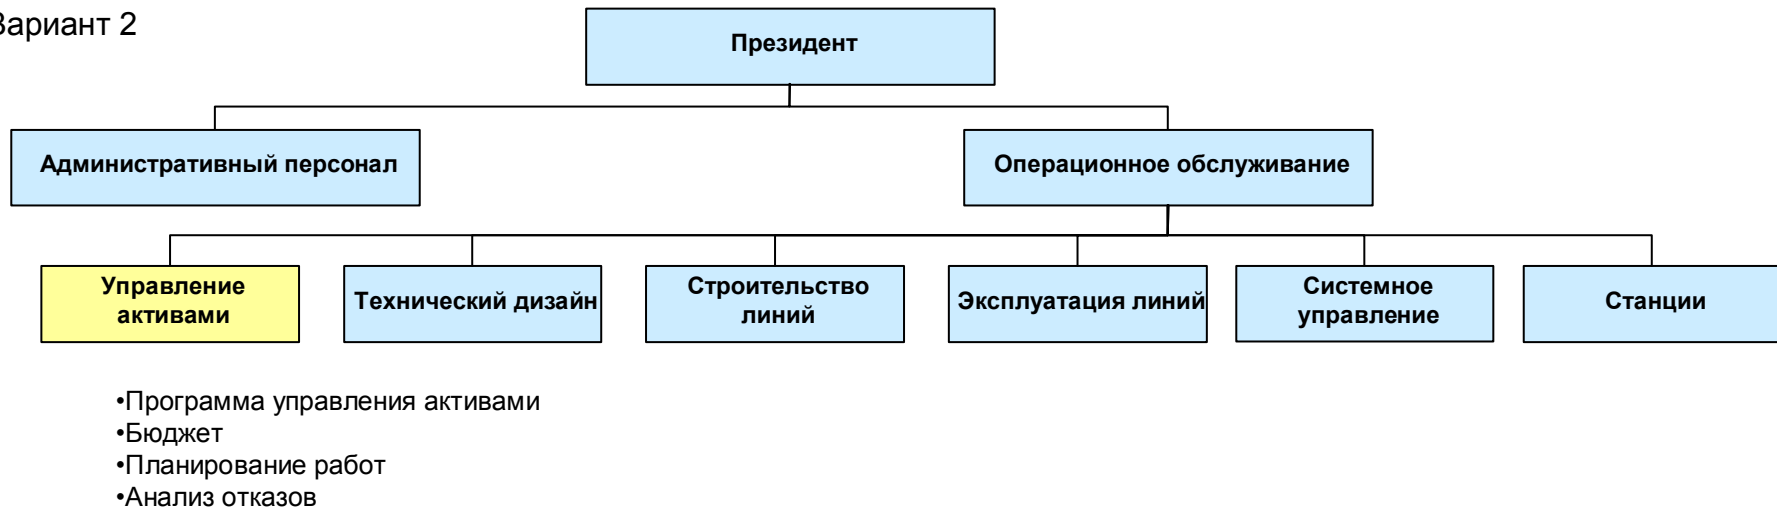 Вариант 2
Президент
Административный персонал
Операционное обслуживание
Управление
активами
Технический дизайн
Строительство
линий
Эксплуатация линий
Системное
управление
Станции
•Программа управления активами
•Бюджет
•Планирование работ
•Анализ отказов